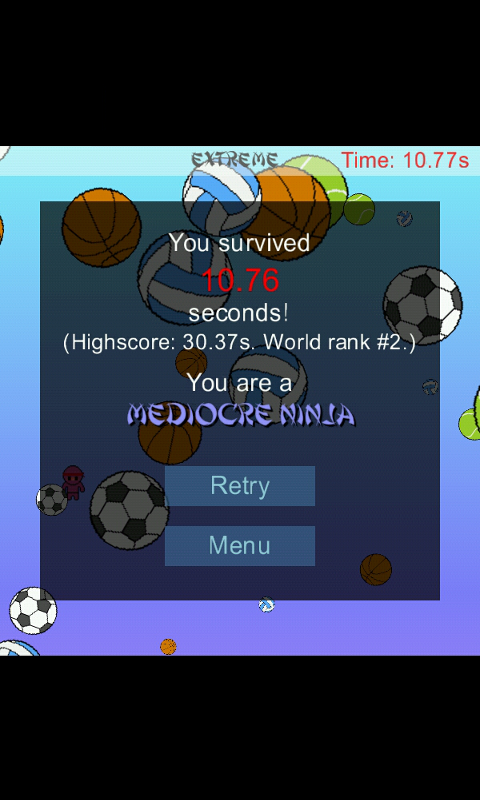 EXTREME
Time: 10.77s
You survived
10.76
seconds!
(Highscore: 30.37s. World rank #2.)
You are a
MEDIOCRE NINJA
Retry
Menu